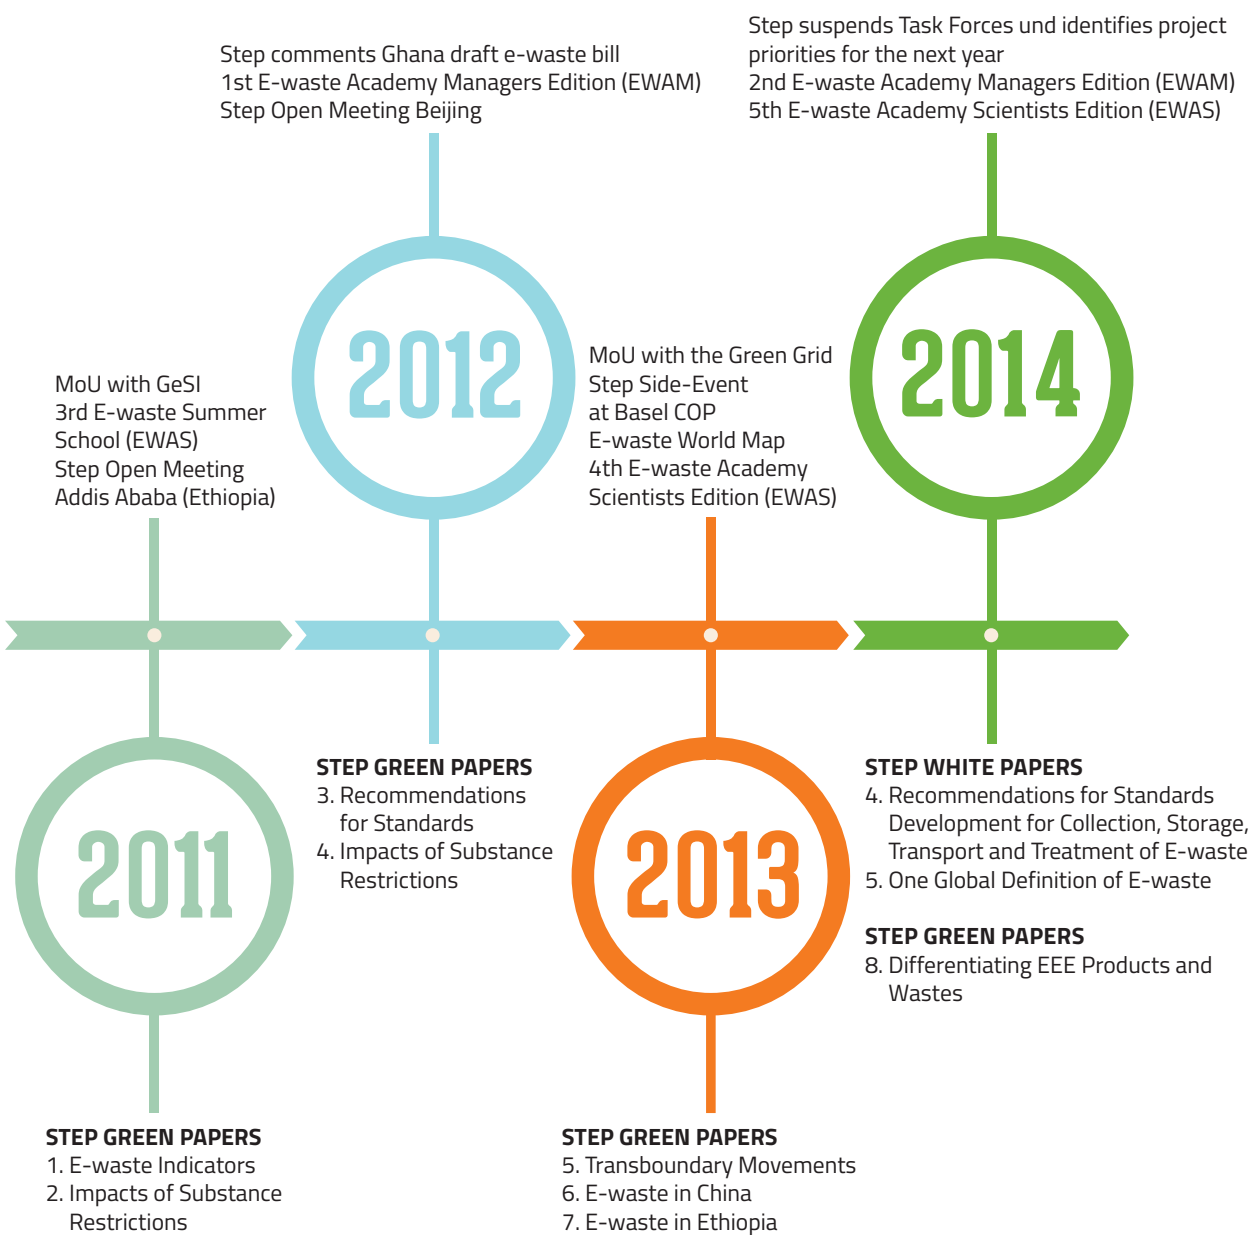 MoU with GeSI
3rd E-waste Summer
School (EWAS)
Step Open Meeting
Addis Ababa (Ethiopia)
2011
STEP GREEN PAPERS
1. E-waste Indicators
2. Impacts of Substance
Restrictions
Step comments Ghana draft e-waste bill
1st E-waste Academy Managers Edition (EWAM)
Step Open Meeting Beijing
2012
STEP GREEN PAPERS
3. Recommendations
for Standards
4. Impacts of Substance
Restrictions
MoU with the Green Grid
Step Side-Event
at Basel COP
E-waste World Map
4th E-waste Academy
Scientists Edition (EWAS)
2013
STEP GREEN PAPERS
5. Transboundary Movements
6. E-waste in China
7. E-waste in Ethiopia
Step suspends Task Forces und identifies project
priorities for the next year
2nd E-waste Academy Managers Edition (EWAM)
5th E-waste Academy Scientists Edition (EWAS)
2014
STEP WHITE PAPERS
4. Recommendations for Standards
Development for Collection, Storage,
Transport and Treatment of E-waste
5. One Global Definition of E-waste
STEP GREEN PAPERS
8. Differentiating EEE Products and
Wastes